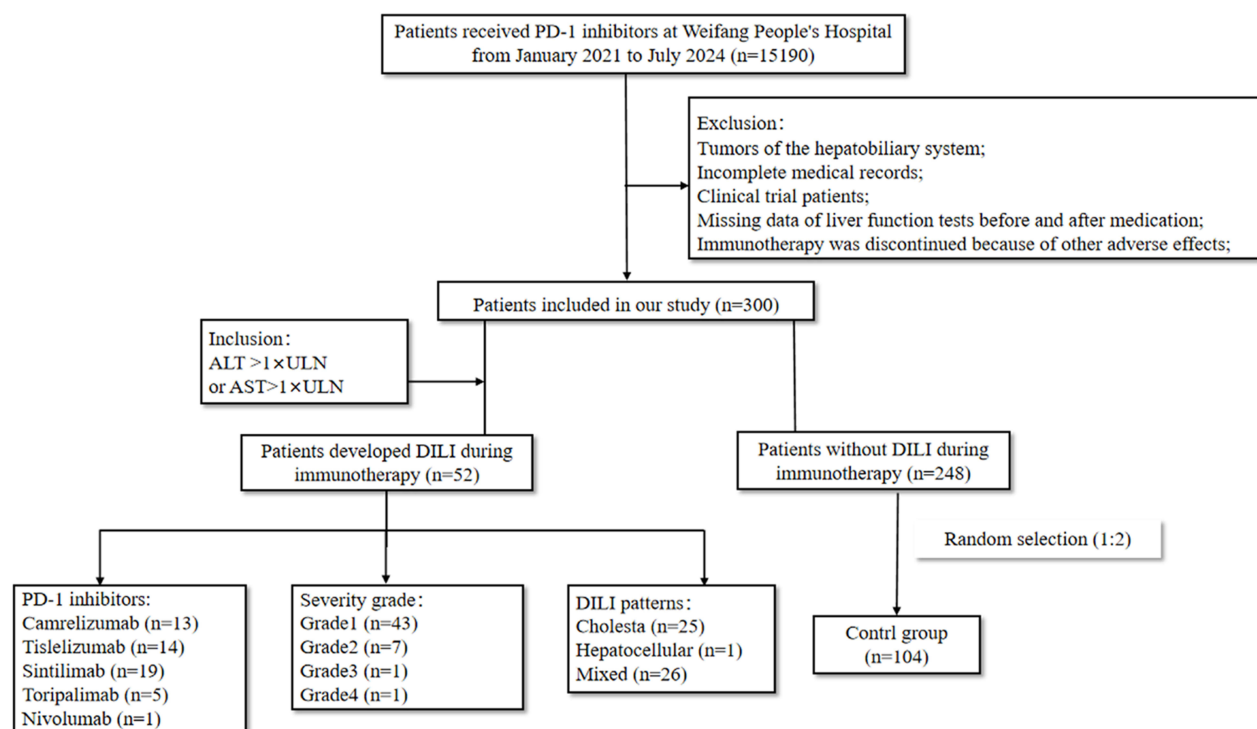 Patients received PD-1 inhibitors at Weifang People's Hospital
from January 2021 to July 2024 (n=15190)
Exclusion：
Tumors of the hepatobiliary system;
Incomplete medical records;
Clinical trial patients;
Missing data of liver function tests before and after medication;
Immunotherapy was discontinued because of other adverse effects;
Patients included in our study (n=300)
Inclusion：
ALT >1×ULN
or AST>1×ULN
Patients developed DILI during
immunotherapy (n=52)
Patients without DILI during
immunotherapy (n=248)
Random selection (1:2)
PD-1 inhibitors:
Camrelizumab (n=13)
Tislelizumab (n=14)
Sintilimab (n=19)
Toripalimab (n=5)
Nivolumab (n=1)
Severity grade：
Grade1 (n=43)
Grade2 (n=7)
Grade3 (n=1)
Grade4 (n=1)
DILI patterns：
Cholesta (n=25)
Hepatocellular (n=1)
Mixed (n=26)
Contrl group
(n=104)